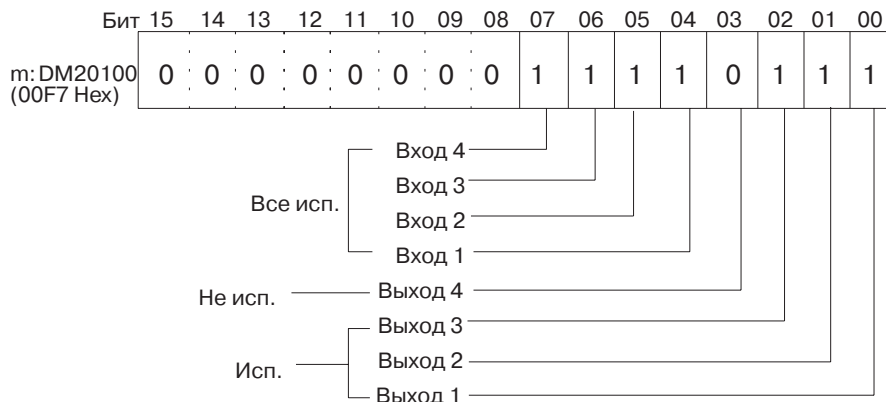 Бит 15 14 13 12 11 10 09 08 07 06 05 04 03 02 01 00
m: DM20100 0 0 0 0 0 0 0 0 1 1 1 1 0 1 1 1
(00F7 Hex)
Вход 4
Вход 3
Все исп.
Вход 2
Вход 1
Не исп. Выход 4
Выход 3
Выход 2
Исп.
Выход 1